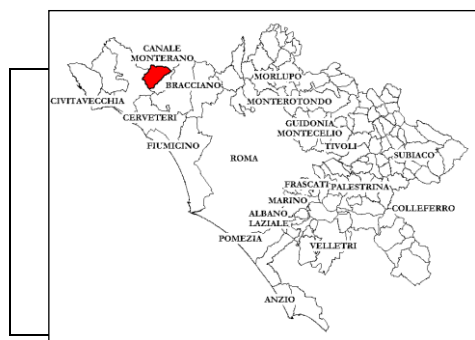 CANALE
MONTERANO
MORLUPO
BRACCIANO
CIVITAVECCHIA
MONTEROTONDO
CERVETERI
GUIDONIA
MONTECELIO
FIUMICINO
TIVOLI
ROMA
SUBIACO
FRASCATI
PALESTRINA
MARINO
COLLEFERRO
ALBANO
LAZIALE
POMEZIA
VELLETRI
ANZIO